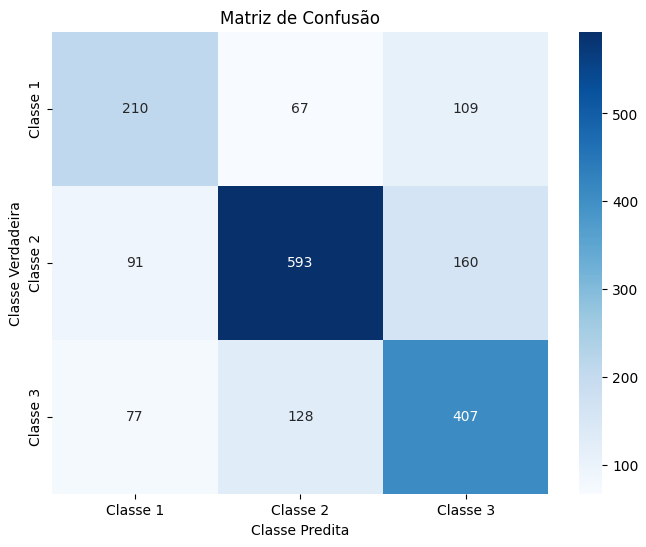 Matriz de Confusão
Classe Verdadeira
Classe 1
210
67
109
Classe 2
91
593
160
Classe 3
77
128
407
Classe 1
Classe 2
Classe 3
Classe Predita
500
400
300
200
100